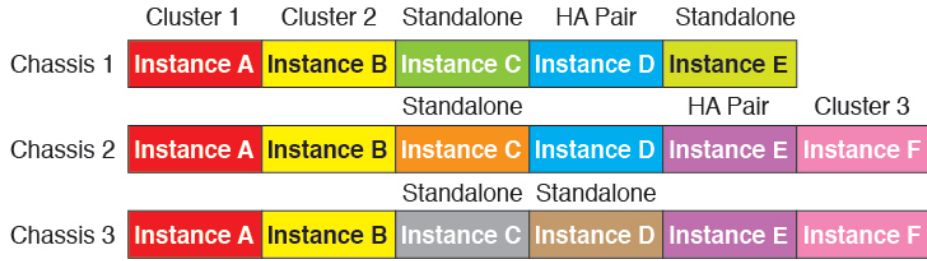 Cluster 1 Cluster 2 Standalone HA Pair Standalone
Chassis 1 Instance A Instance B Instance C Instance D Instance E
Standalone HA Pair Cluster 3
Chassis 2 Instance A Instance B Instance C Instance D Instance E Instance F
Standalone Standalone
Chassis 3 Instance A Instance B Instance C Instance D Instance E Instance F